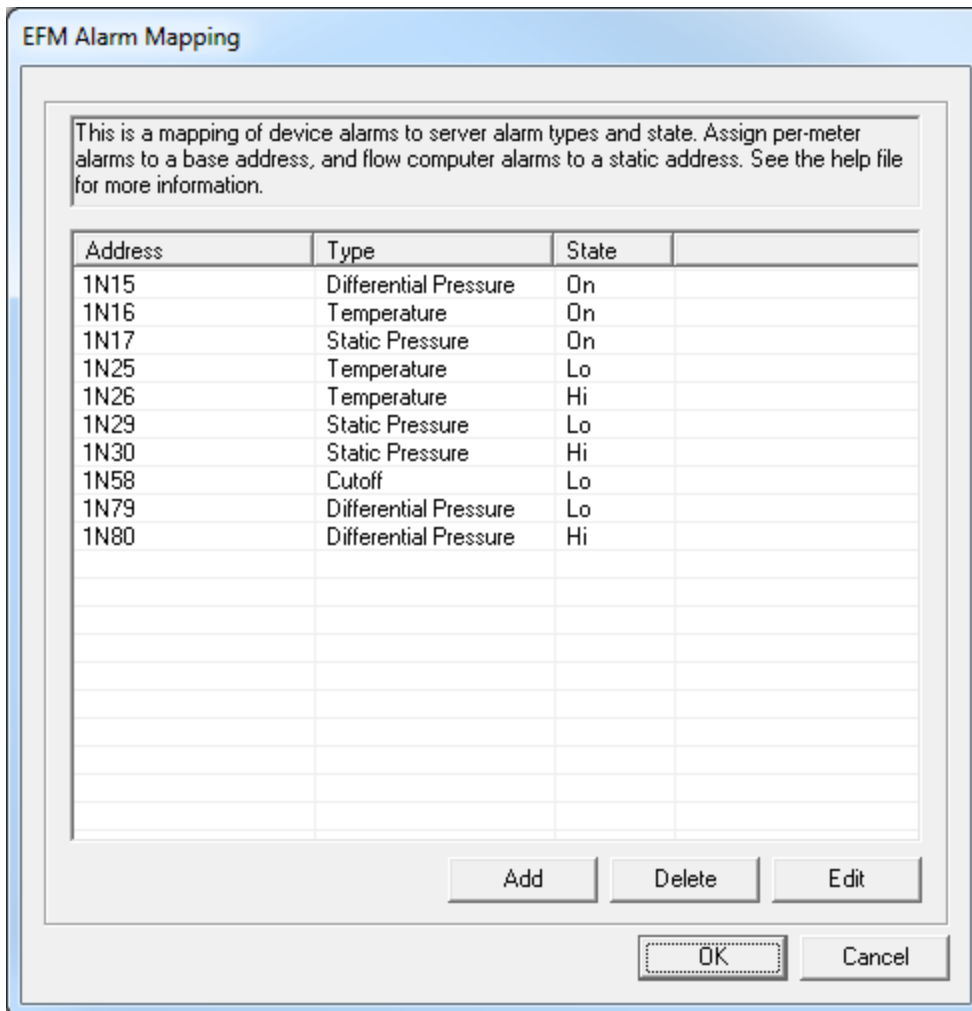 EFM Alarm Mapping
This is a mapping of device alarms to server alarm types and state. Assign per-meter
alarms to a base address, and flow computer alarms to a static address. See the help file
for more information.
Address Type State
1N15 Differential Pressure On
1N16 Temperature On
1N17 Static Pressure On
1N25 Temperature Lo
1N26 Temperature Hi
1N29 Static Pressure Lo
1N30 Static Pressure Hi
1N58 Cutoff Lo
1N79 Differential Pressure Lo
1N80 Differential Pressure Hi
Add Delete Edit
OK Cancel